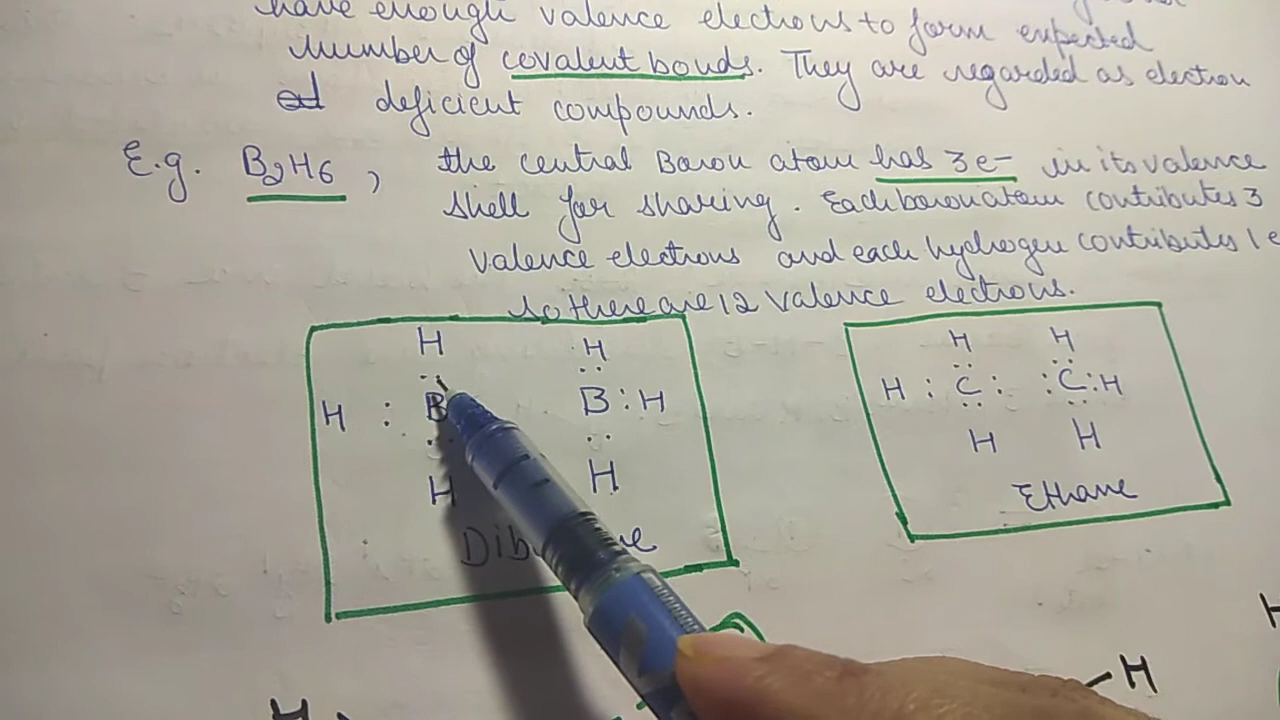 have enough valence electrons to form expected
number of covalent bonds. They are regarded as electron
deficient compounds.
E.g. B2H6, the central Boron atom has 3e- in its valence
shell for sharing. Each boron atom contributes 3
valence electrons and each hydrogen contributes 1 e
so there are 12 valence electrons.
H H H H
H : B B : H H : C : : C : H
H H H H
Ethane
H H H